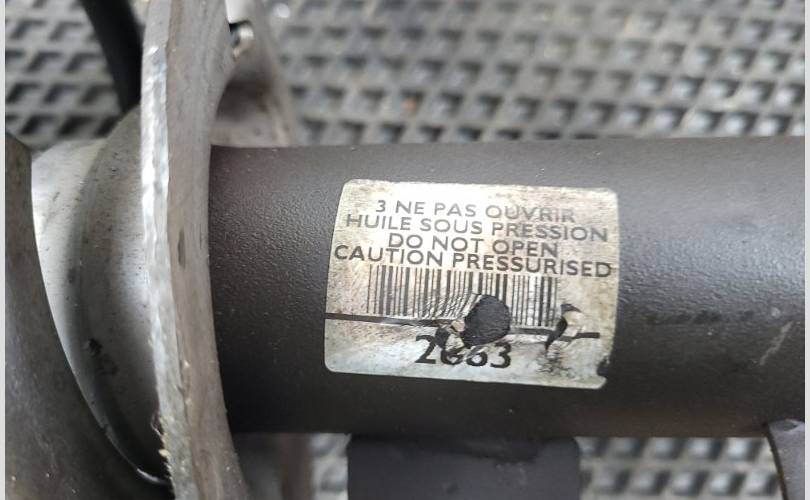 3 NE PAS OUVRIR
HUILE SOUS PRESSION
DO NOT OPEN
CAUTION PRESSURISED